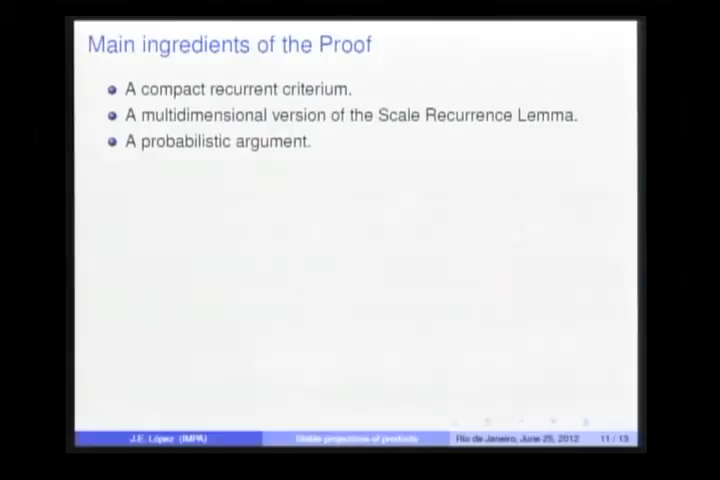 Main ingredients of the Proof
A compact recurrent criterium.
A multidimensional version of the Scale Recurrence Lemma.
A probabilistic argument.
J.E. López (IMPA)
Stable projections of products
Rio de Janeiro, June 25, 2012
11 / 13